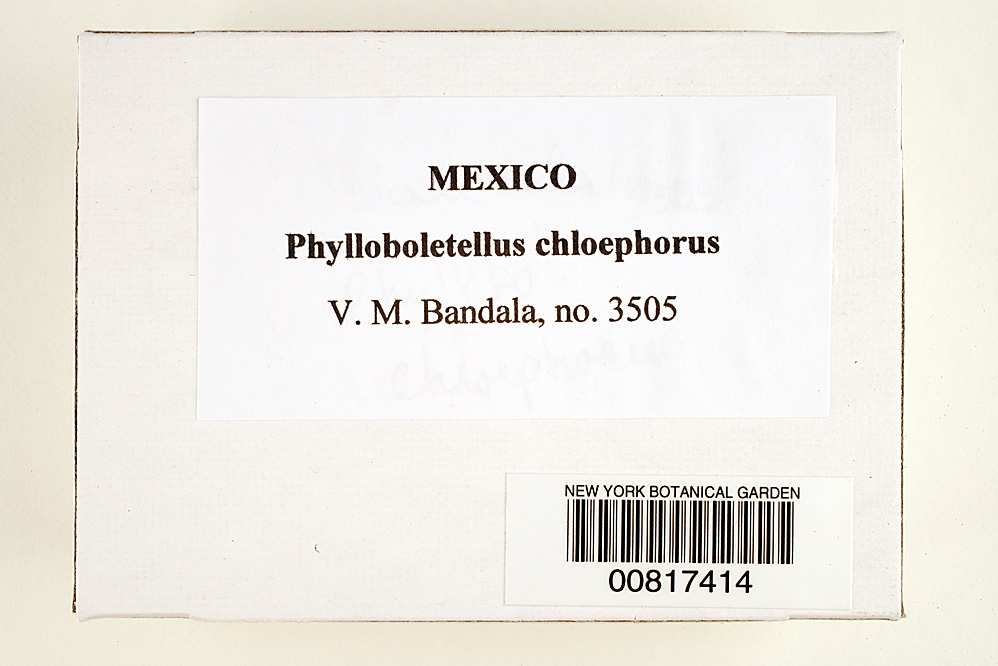 MEXICO
Phylloboletellus chloephorus
V. M. Bandala, no. 3505
NEW YORK BOTANICAL GARDEN
00817414